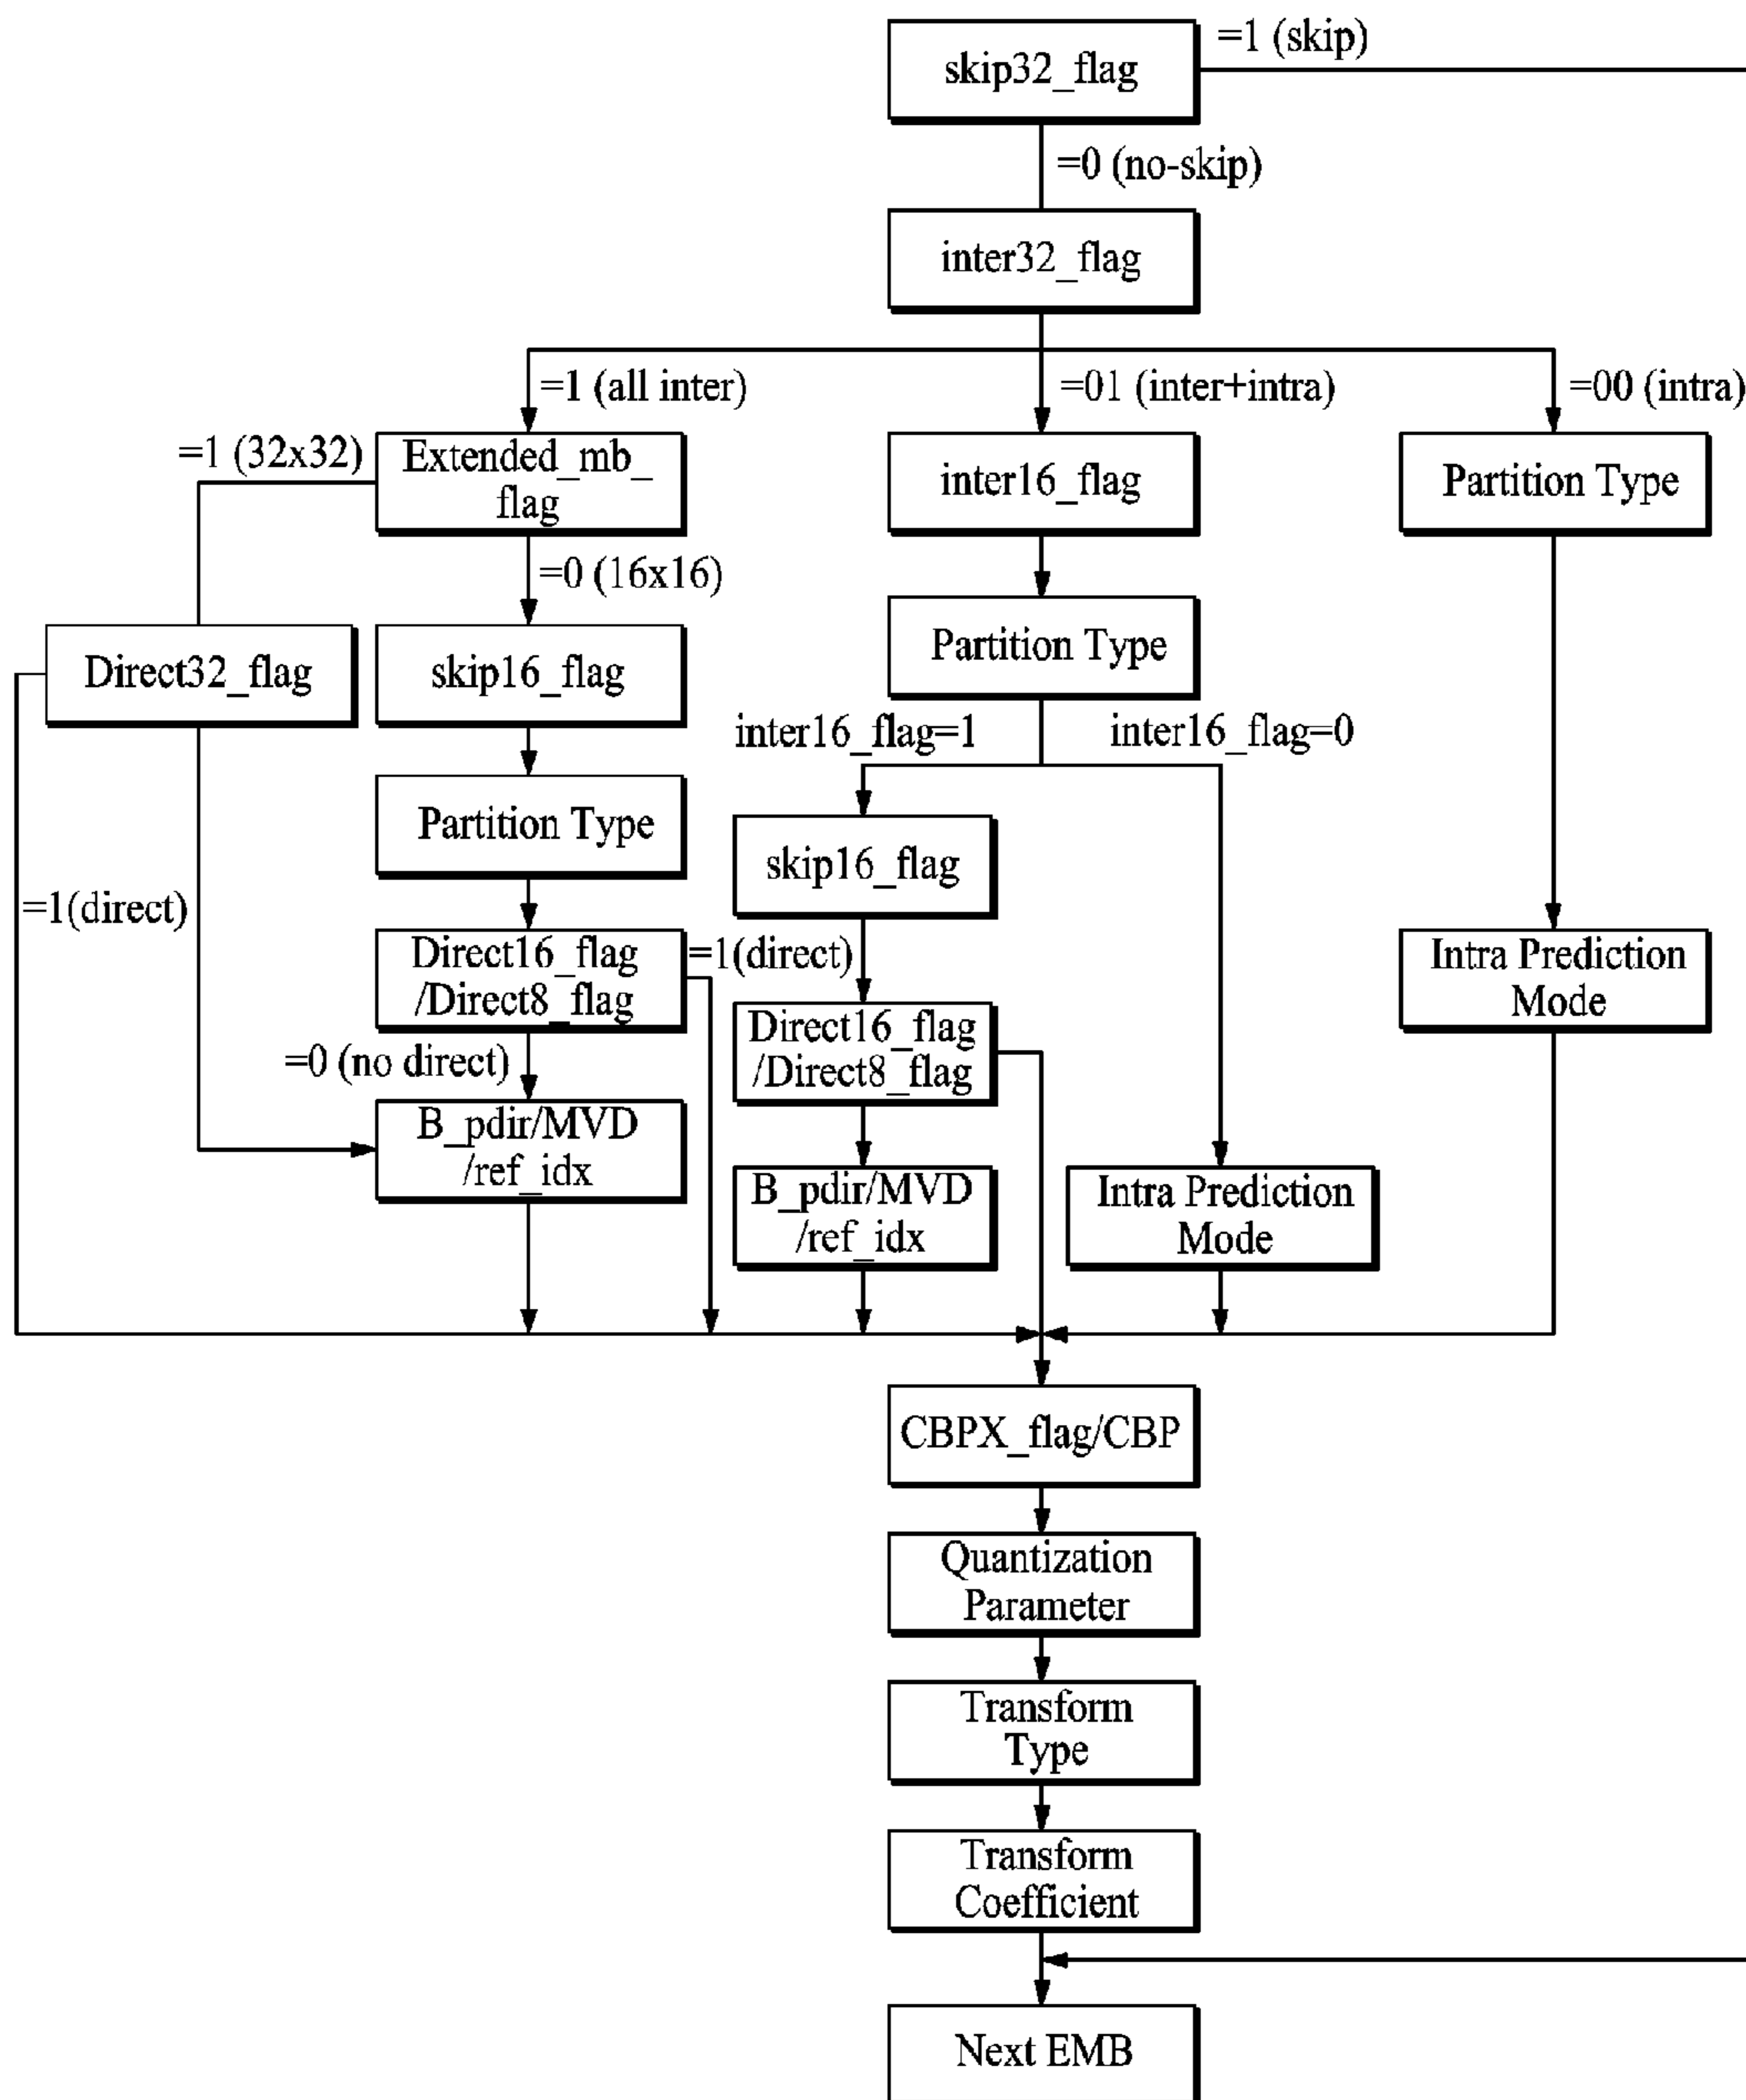 skip32_flag
=1 (skip)
=0 (no-skip)
inter32_flag
=1 (all inter)
=01 (inter+intra)
=00 (intra)
=1 (32x32)
Extended_mb_
flag
inter16_flag
Partition Type
=0 (16x16)
Direct32_flag
skip16_flag
Partition Type
inter16_flag=1
inter16_flag=0
Partition Type
skip16_flag
=1(direct)
Direct16_flag
/Direct8_flag
=1(direct)
Intra Prediction
Mode
Direct16_flag
/Direct8_flag
=0 (no direct)
B_pdir/MVD
/ref_idx
B_pdir/MVD
/ref_idx
Intra Prediction
Mode
CBPX_flag/CBP
Quantization
Parameter
Transform
Type
Transform
Coefficient
Next EMB